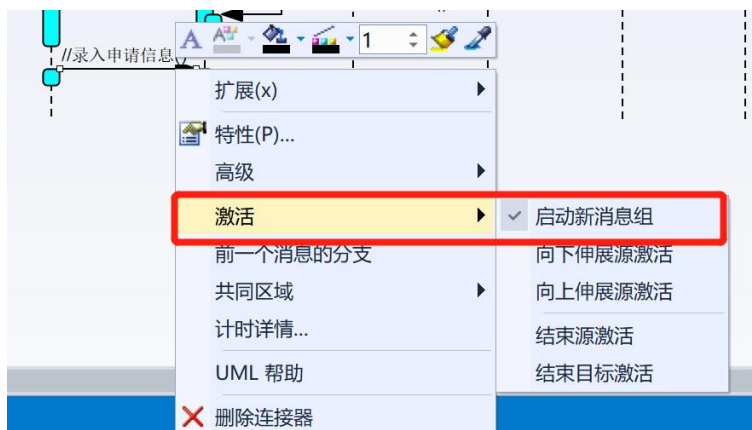 //录入申请信息()
A
1
扩展(x)
特性(P)...
高级
激活
启动新消息组
前一个消息的分支
向下伸展源激活
共同区域
向上伸展源激活
计时详情...
结束源激活
UML 帮助
结束目标激活
删除连接器